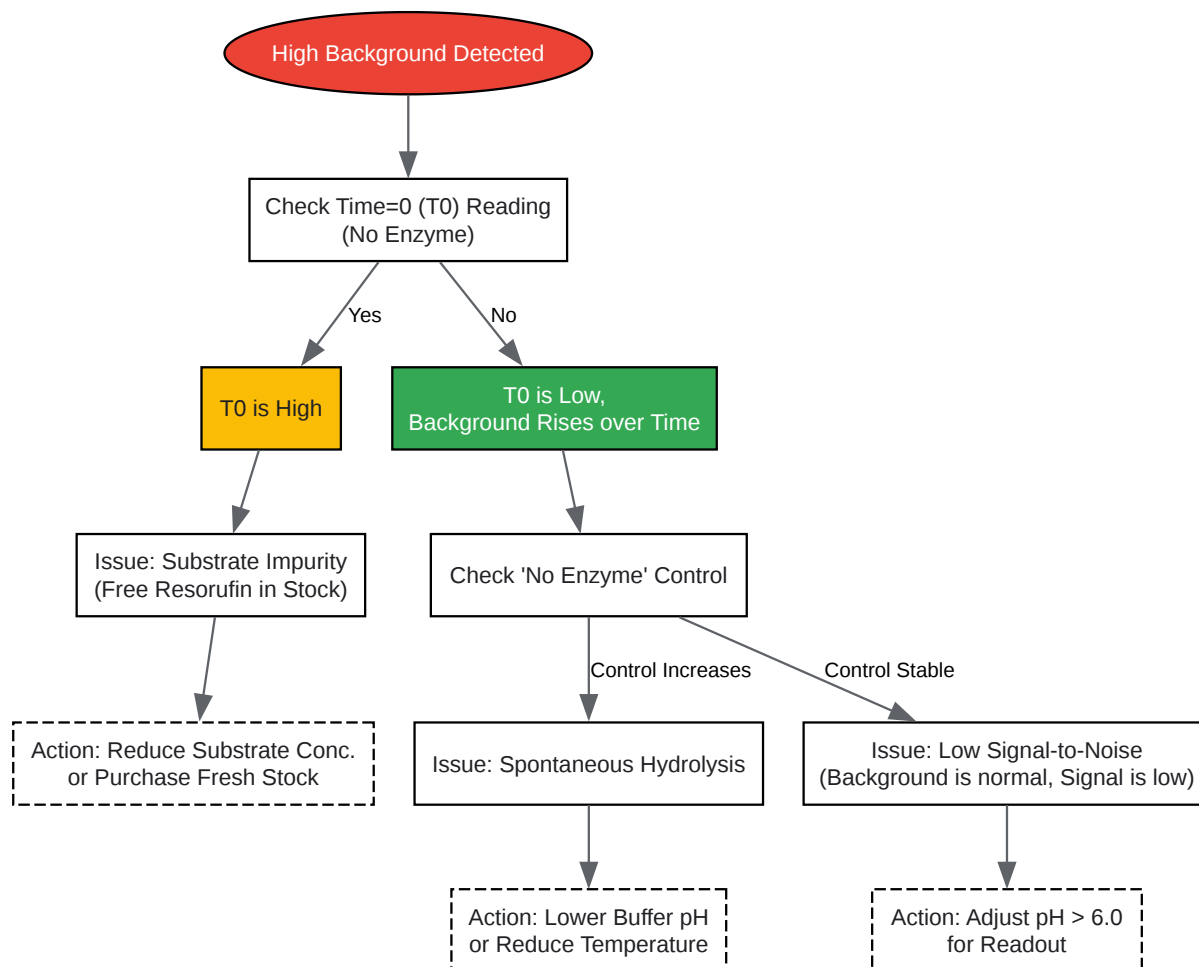 High Background Detected
Check Time=0 (T0) Reading
(No Enzyme)
Yes
No
T0 is High
T0 is Low,
Background Rises over Time
Issue: Substrate Impurity
(Free Resorufin in Stock)
Check 'No Enzyme' Control
Control Increases
Control Stable
Action: Reduce Substrate Conc.
or Purchase Fresh Stock
Issue: Spontaneous Hydrolysis
Issue: Low Signal-to-Noise
(Background is normal, Signal is low)
Action: Lower Buffer pH
or Reduce Temperature
Action: Adjust pH > 6.0
for Readout